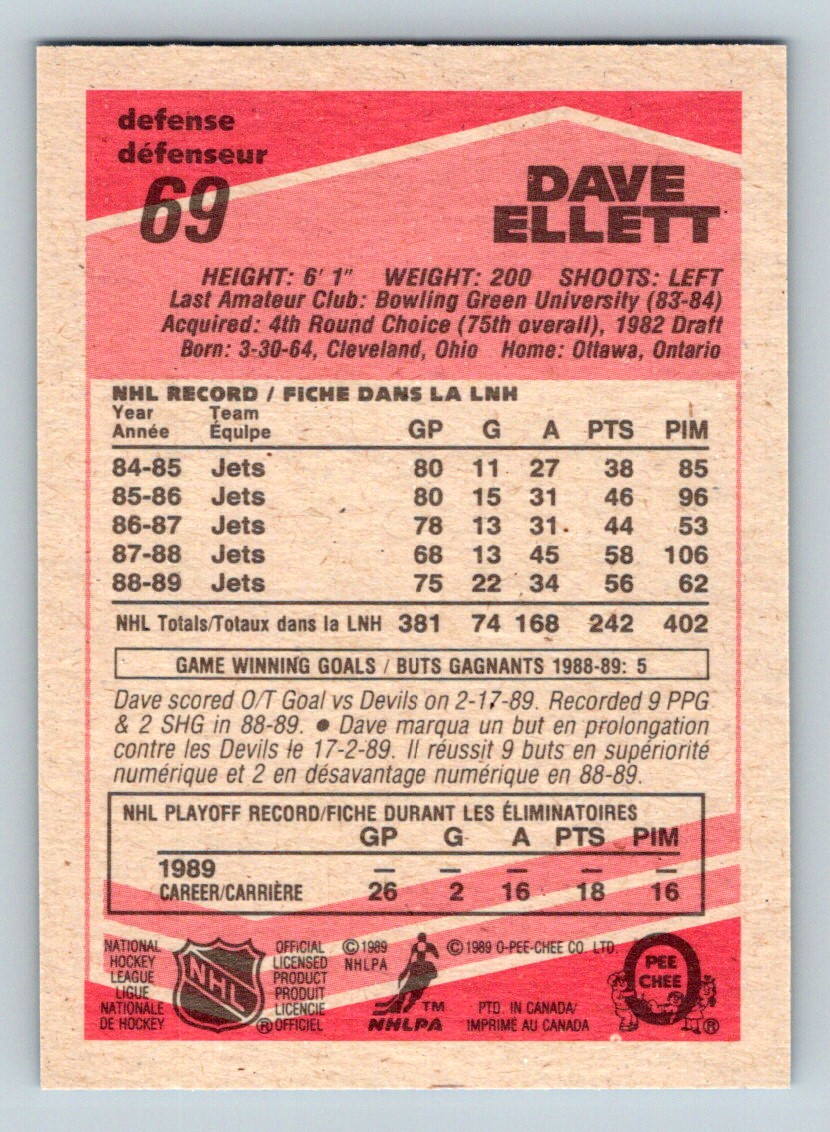 defense
défenseur
69
DAVE
ELLETT
HEIGHT: 6' 1" WEIGHT: 200 SHOOTS: LEFT
Last Amateur Club: Bowling Green University (83-84)
Acquired: 4th Round Choice (75th overall), 1982 Draft
Born: 3-30-64, Cleveland, Ohio Home: Ottawa, Ontario
NHL RECORD / FICHE DANS LA LNH
Year Team
Année Équipe GP G A PTS PIM
84-85 Jets 80 11 27 38 85
85-86 Jets 80 15 31 46 96
86-87 Jets 78 13 31 44 53
87-88 Jets 68 13 45 58 106
88-89 Jets 75 22 34 56 62
NHL Totals/Totaux dans la LNH 381 74 168 242 402
GAME WINNING GOALS / BUTS GAGNANTS 1988-89: 5
Dave scored O/T Goal vs Devils on 2-17-89. Recorded 9 PPG
& 2 SHG in 88-89. ● Dave marqua un but en prolongation
contre les Devils le 17-2-89. Il réussit 9 buts en supériorité
numérique et 2 en désavantage numérique en 88-89.
NHL PLAYOFF RECORD/FICHE DURANT LES ÉLIMINATOIRES
GP G A PTS PIM
1989 — — — — —
CAREER/CARRIÈRE 26 2 16 18 16
NATIONAL
HOCKEY
LEAGUE
LIGUE
NATIONALE
DE HOCKEY
NHL
®
OFFICIAL
LICENSED
PRODUCT
PRODUIT
LICENCIE
OFFICIEL
©1989
NHLPA
TM
NHLPA
©1989 O-PEE-CHEE CO. LTD.
PTD. IN CANADA/
IMPRIMÉ AU CANADA
O
PEE
CHEE
®